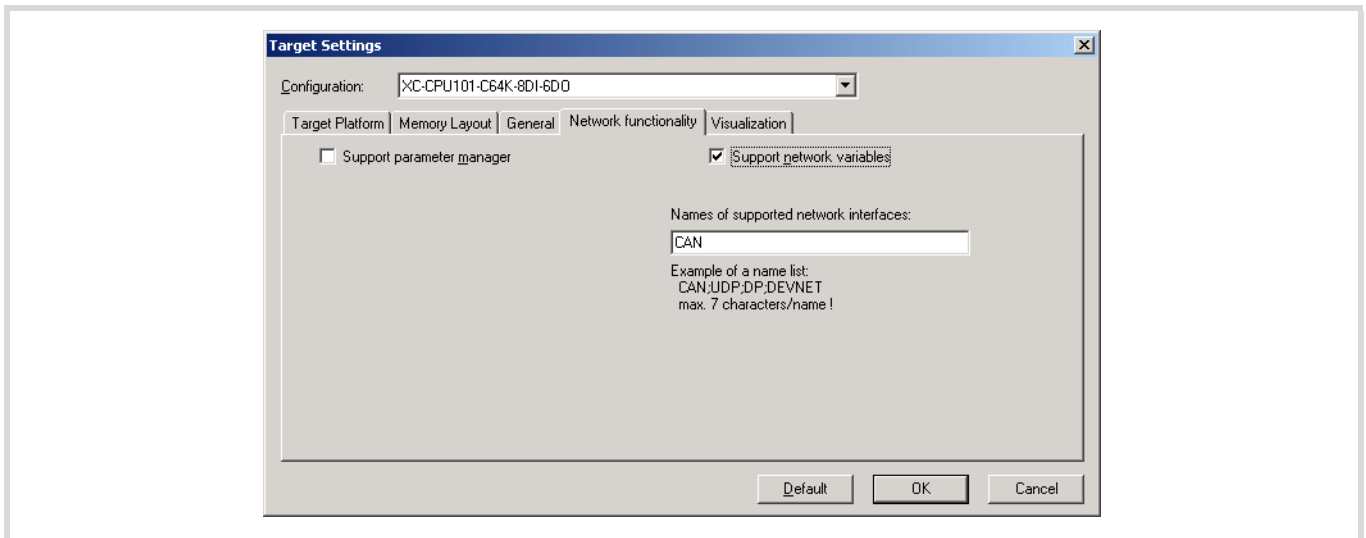 Target Settings
Configuration: XC-CPU101-C64K-8DI-6DO
Target Platform Memory Layout General Network functionality Visualization
Support parameter manager Support network variables
Names of supported network interfaces:
CAN
Example of a name list:
CAN;UDP;DP;DEVNET
max. 7 characters/name !
Default OK Cancel